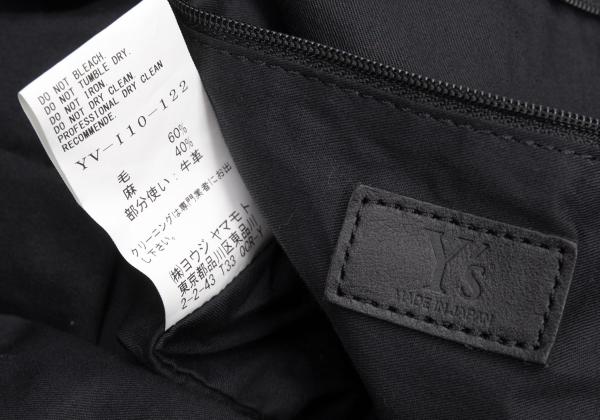 DO NOT BLEACH.
DO NOT TUMBLE DRY.
DO NOT IRON.
DO NOT DRY CLEAN.
PROFESSIONAL DRY CLEAN
RECOMMENDE.
YV-I10-122
毛 60%
麻 40%
部分使い：牛革
クリーニングは専門業者にお出
し下さい。
㈱ヨウジ ヤマモト
東京都品川区東品川
2-2-43 T33 OOR-Y
Y's
MADE IN JAPAN